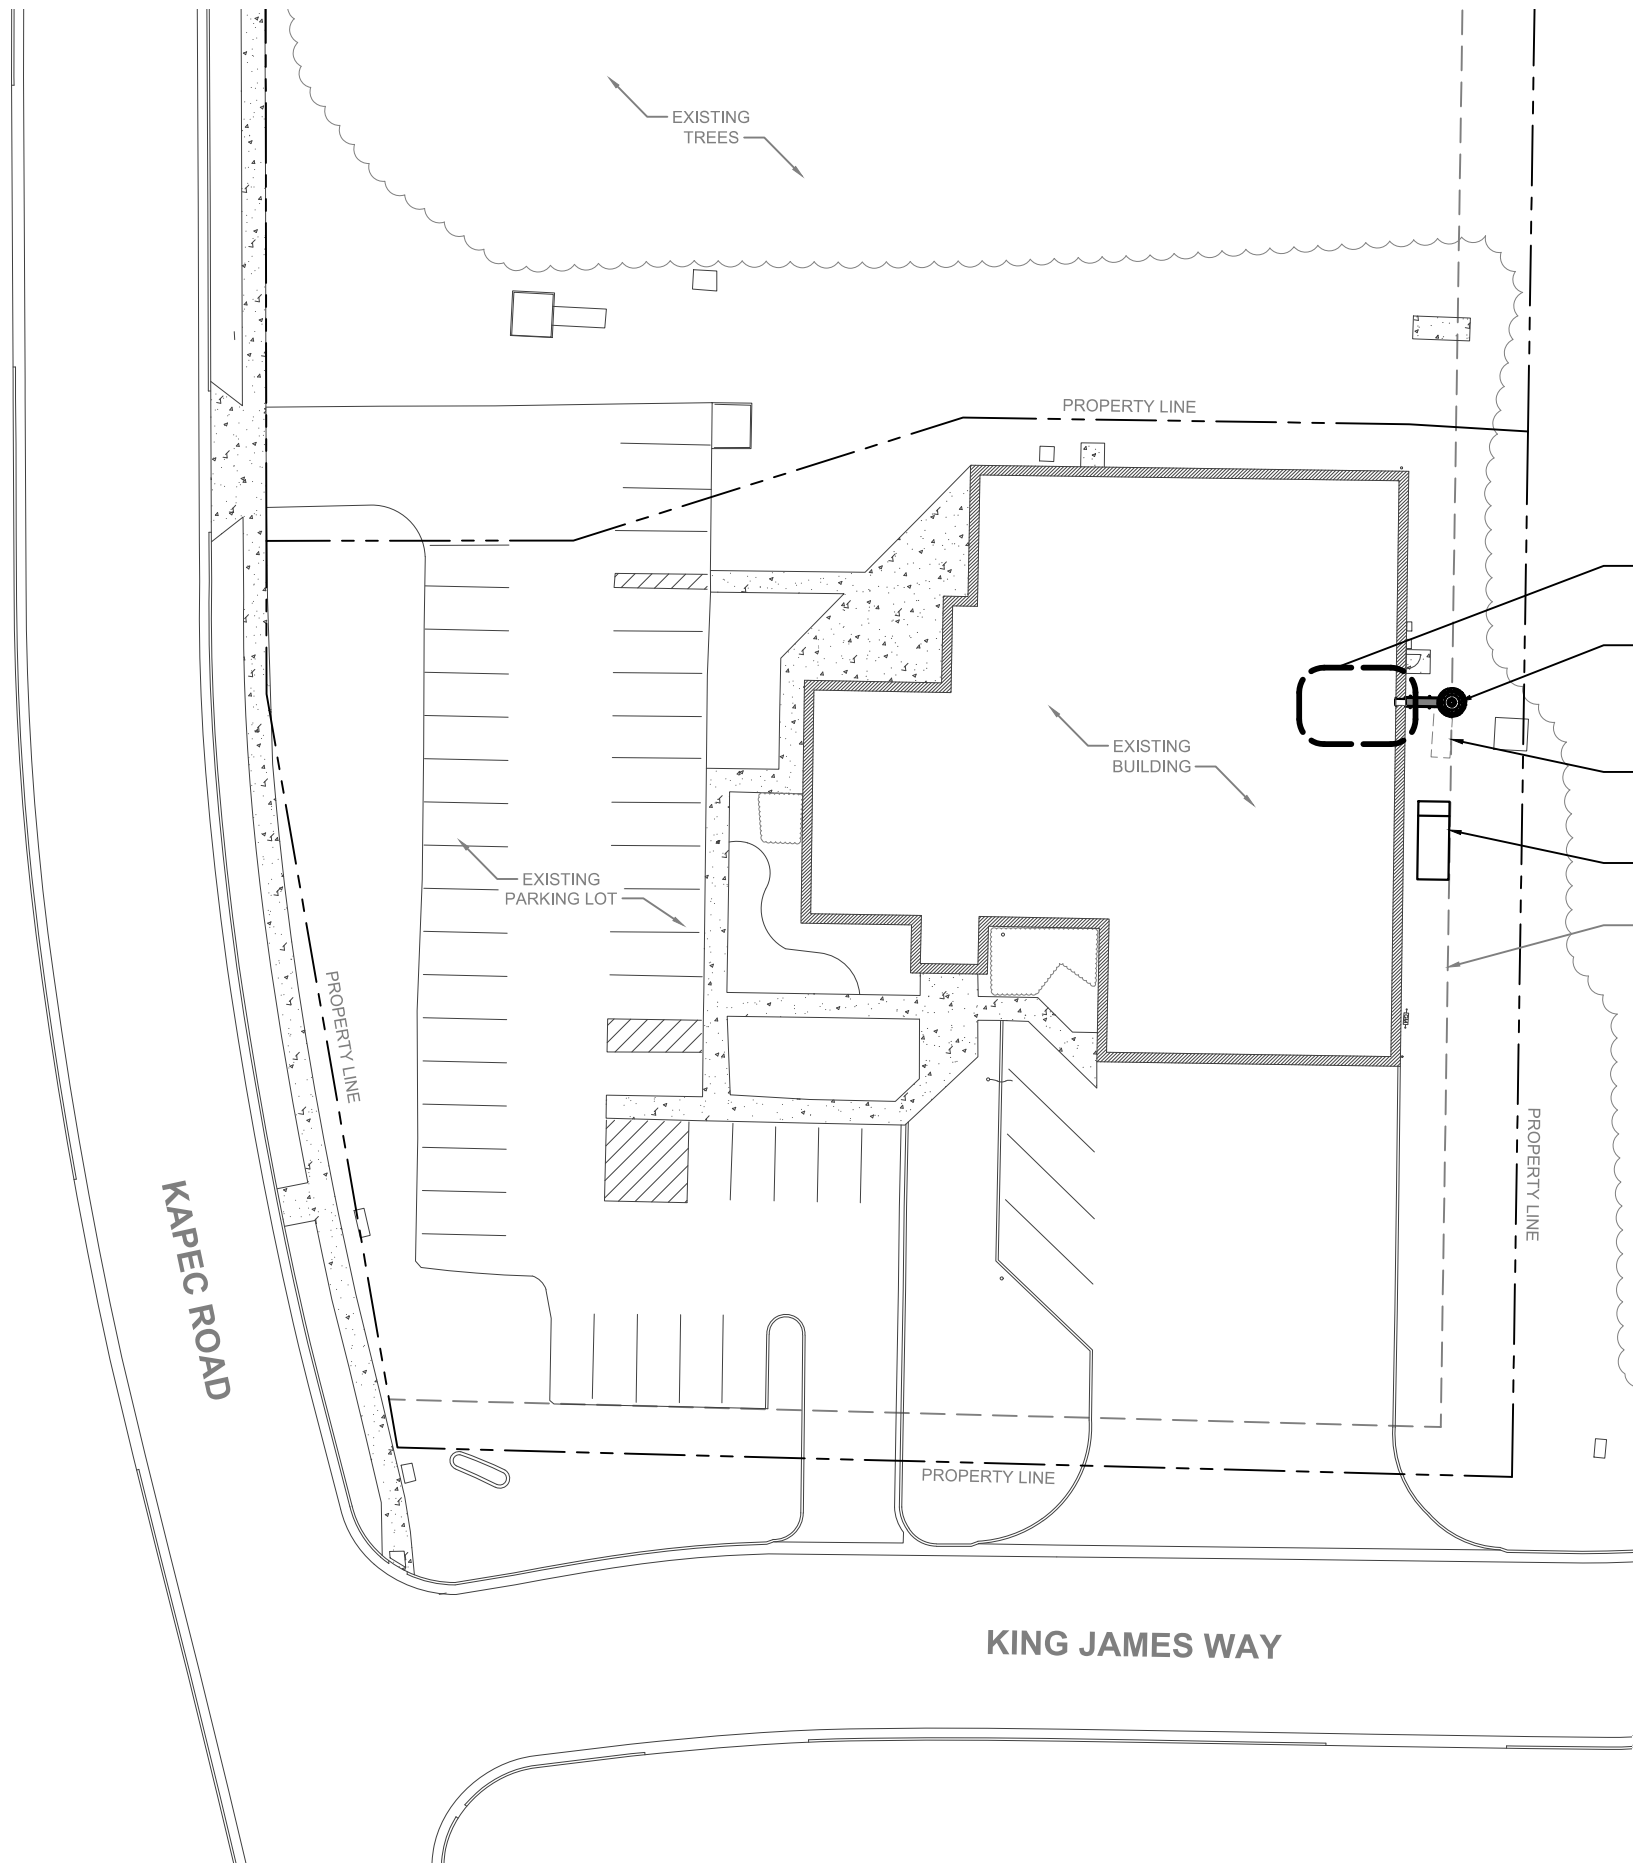 EXISTING
TREES
PROPERTY LINE
EXISTING
BUILDING
EXISTING
PARKING LOT
PROPERTY LINE
PROPERTY LINE
KAPEC ROAD
PROPERTY LINE
KING JAMES WAY